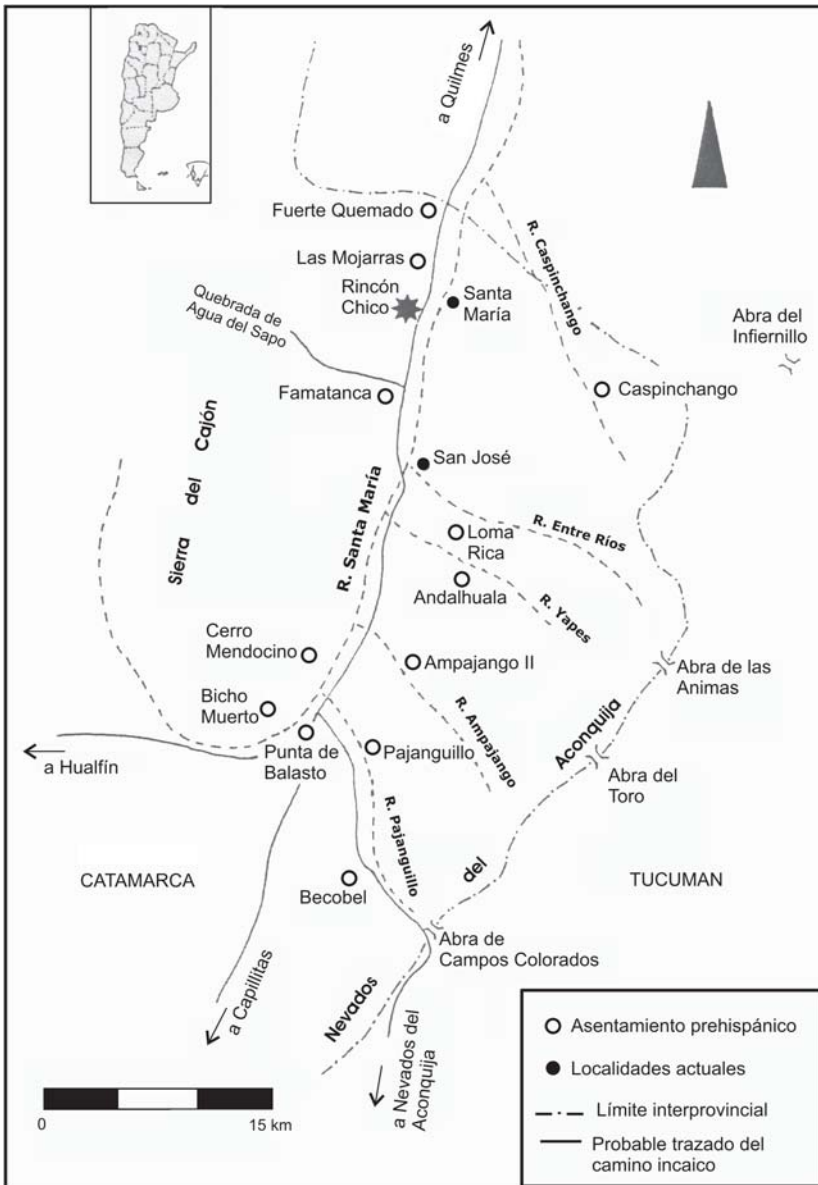 a Quilmes
Fuerte Quemado
Las Mojarras
Rincón
Chico
Santa
María
R. Caspinchango
Abra del
Infiernillo
Quebrada de
Agua del Sapo
Famatanca
Caspinchango
Sierra del Cajón
San José
R. Santa María
Loma
Rica
R. Entre Ríos
Andalhuala
R. Yapes
Cerro
Mendocino
Ampajango II
Abra de las
Animas
Bicho
Muerto
R. Ampajango
Aconquija
a Hualfín
Punta de
Balasto
Pajanguillo
Abra del
Toro
R. Pajanguillo
del
CATAMARCA
TUCUMAN
Becobel
Abra de
Campos Colorados
a Capillitas
Nevados
a Nevados del
Aconquija
0
15 km
Asentamiento prehispánico
Localidades actuales
Límite interprovincial
Probable trazado del
camino incaico